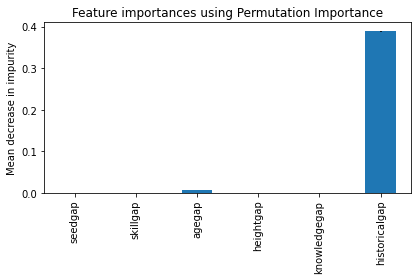 Feature importances using Permutation Importance
Mean decrease in impurity
0.4
0.3
0.2
0.1
0.0
seedgap
skillgap
agegap
heightgap
knowledgegap
historicalgap